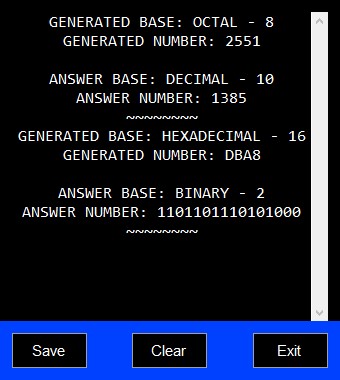 GENERATED BASE: OCTAL - 8
GENERATED NUMBER: 2551
ANSWER BASE: DECIMAL - 10
ANSWER NUMBER: 1385
~~~~~~~~
GENERATED BASE: HEXADECIMAL - 16
GENERATED NUMBER: DBA8
ANSWER BASE: BINARY - 2
ANSWER NUMBER: 1101101110101000
~~~~~~~~
Save
Clear
Exit